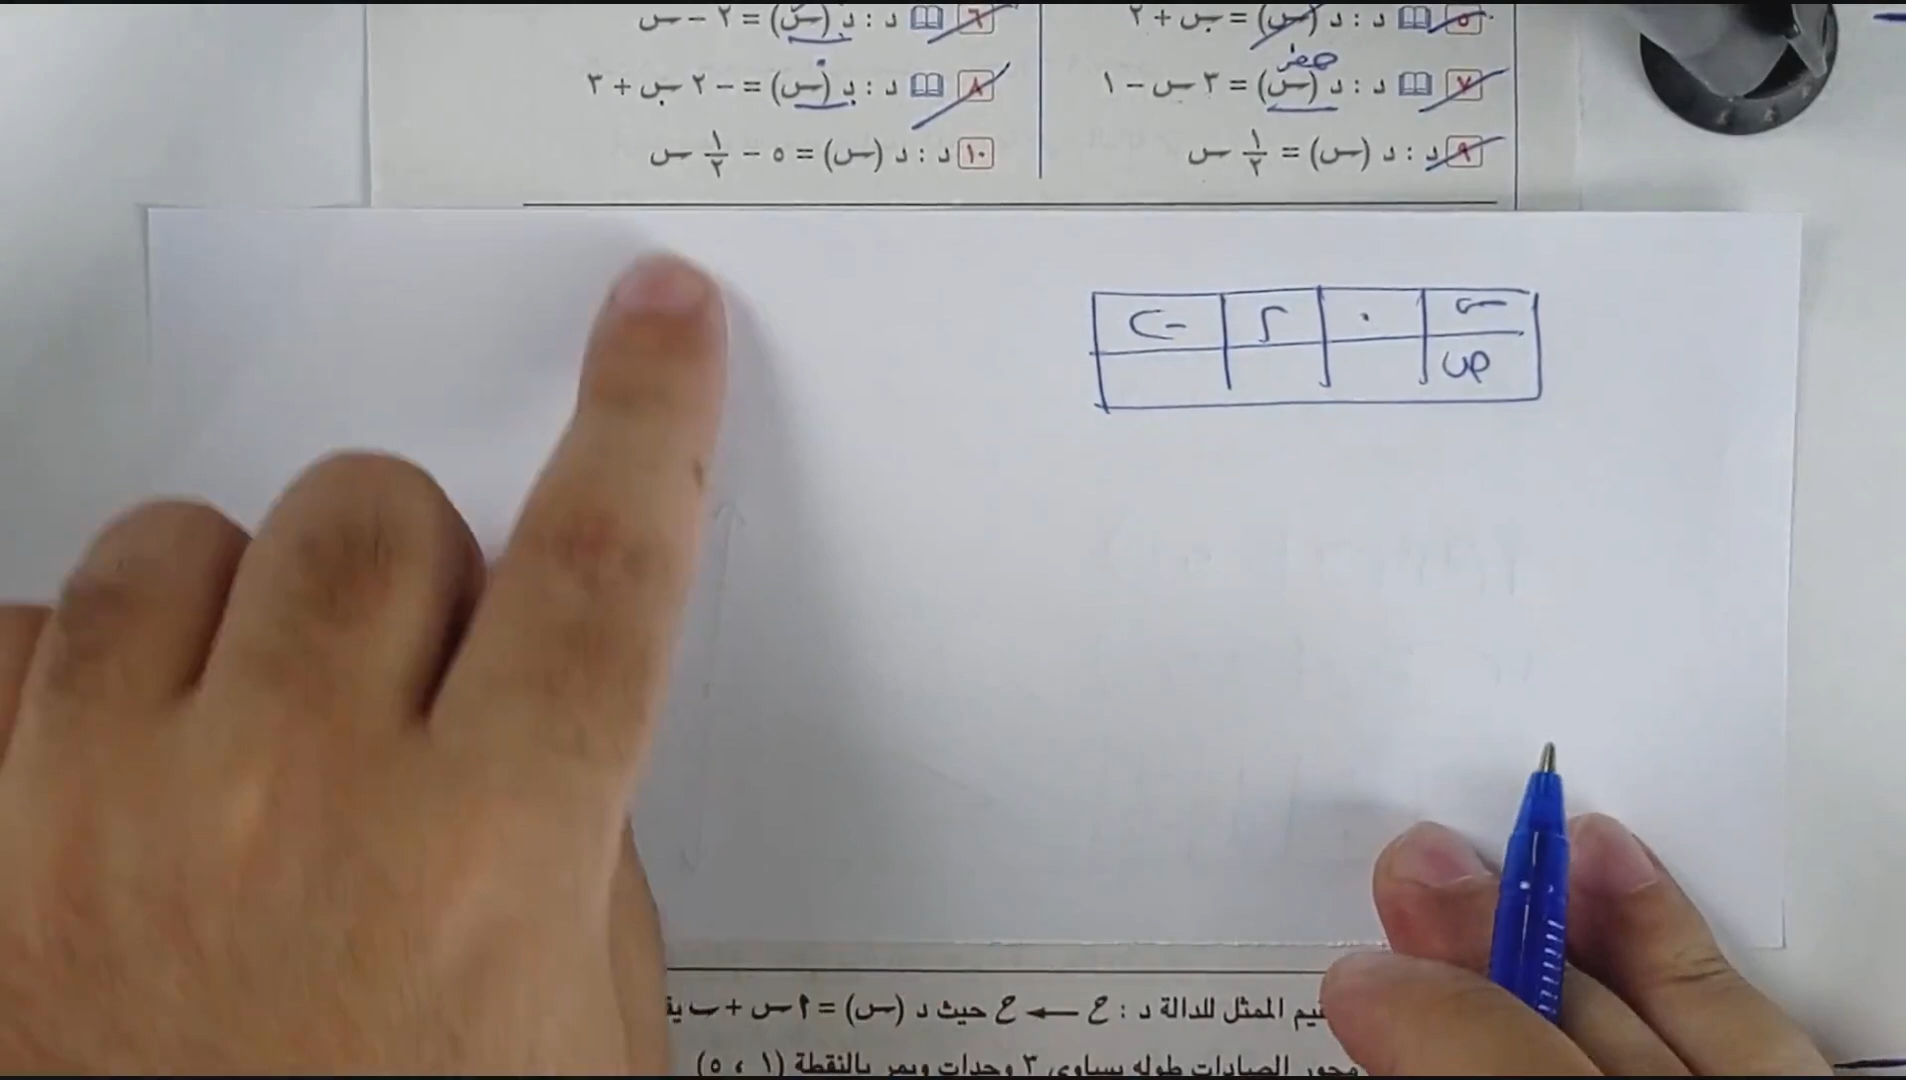 ٥ د : د (س) = س + ٢
٦ د : د (س) = ٢ - س
صفر
٧ د : د (س) = ٣ س - ١
٨ د : د (س) = - ٢ س + ٣
٩ د : د (س) = ١/٢ س
١٠ د : د (س) = ٥ - ١/٢ س
س ٠ ٢ -٢
ص
الممثل للدالة د : ح ← ح حيث د (س) = أ س + ب
محور الصادات طوله يساوى ٣ وحدات ويمر بالنقطة (١ ، ٥)